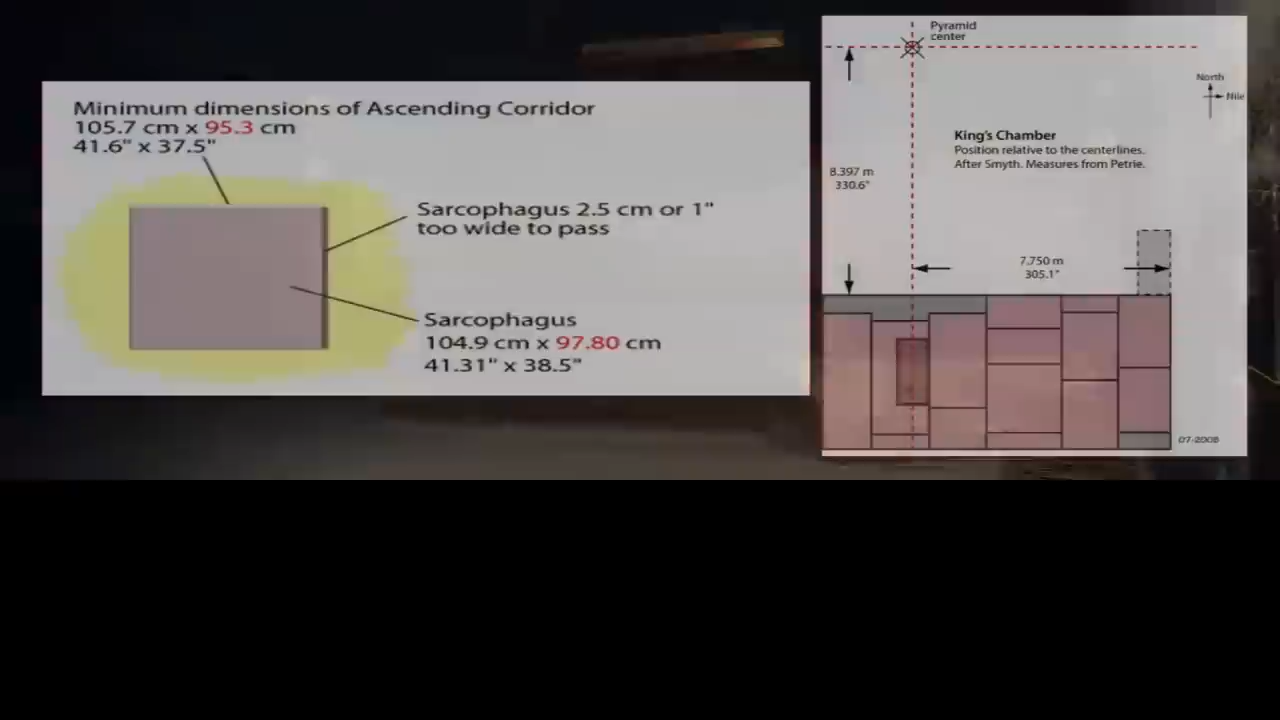 Minimum dimensions of Ascending Corridor
105.7 cm x 95.3 cm
41.6" x 37.5"
Sarcophagus 2.5 cm or 1"
too wide to pass
Sarcophagus
104.9 cm x 97.80 cm
41.31" x 38.5"
Pyramid
center
North
Nile
King's Chamber
Position relative to the centerlines.
After Smyth. Measures from Petrie.
8.397 m
330.6"
7.750 m
305.1"
07-2008